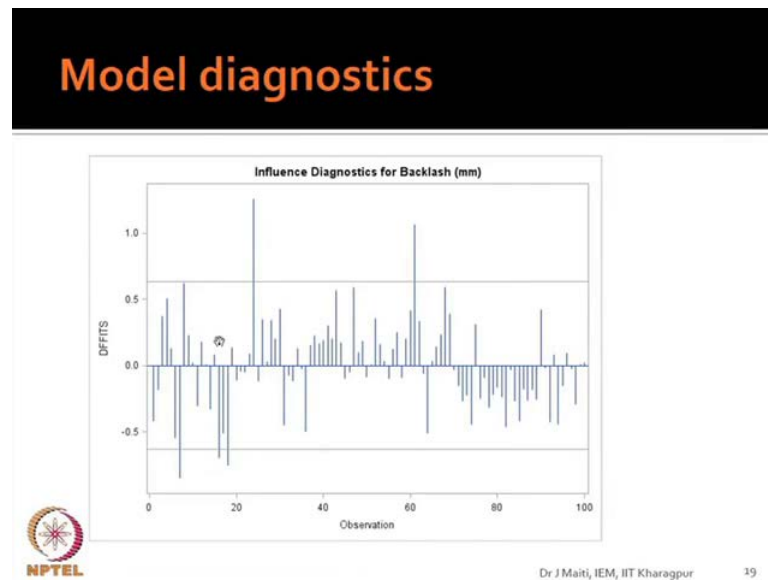 Model diagnostics
Influence Diagnostics for Backlash (mm)
1.0
0.5
0.0
-0.5
DFFITS
0 20 40 60 80 100
Observation
NPTEL
Dr J Maiti, IEM, IIT Kharagpur 19